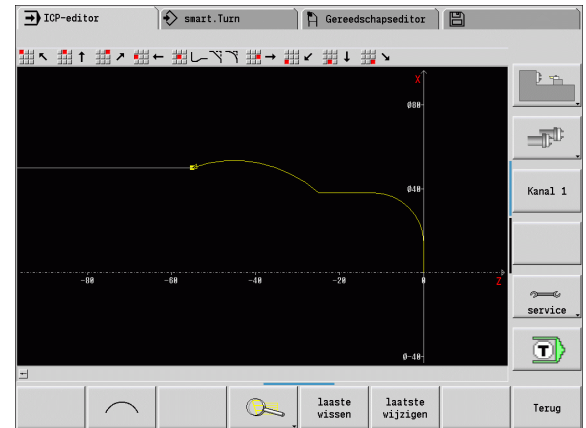 ICP-editor
smart.Turn
Gereedschapseditor
X
Ø80
Ø40
-80
-60
-40
-20
0
Z
Ø-40
Kanal 1
service
T
laaste
wissen
laatste
wijzigen
Terug